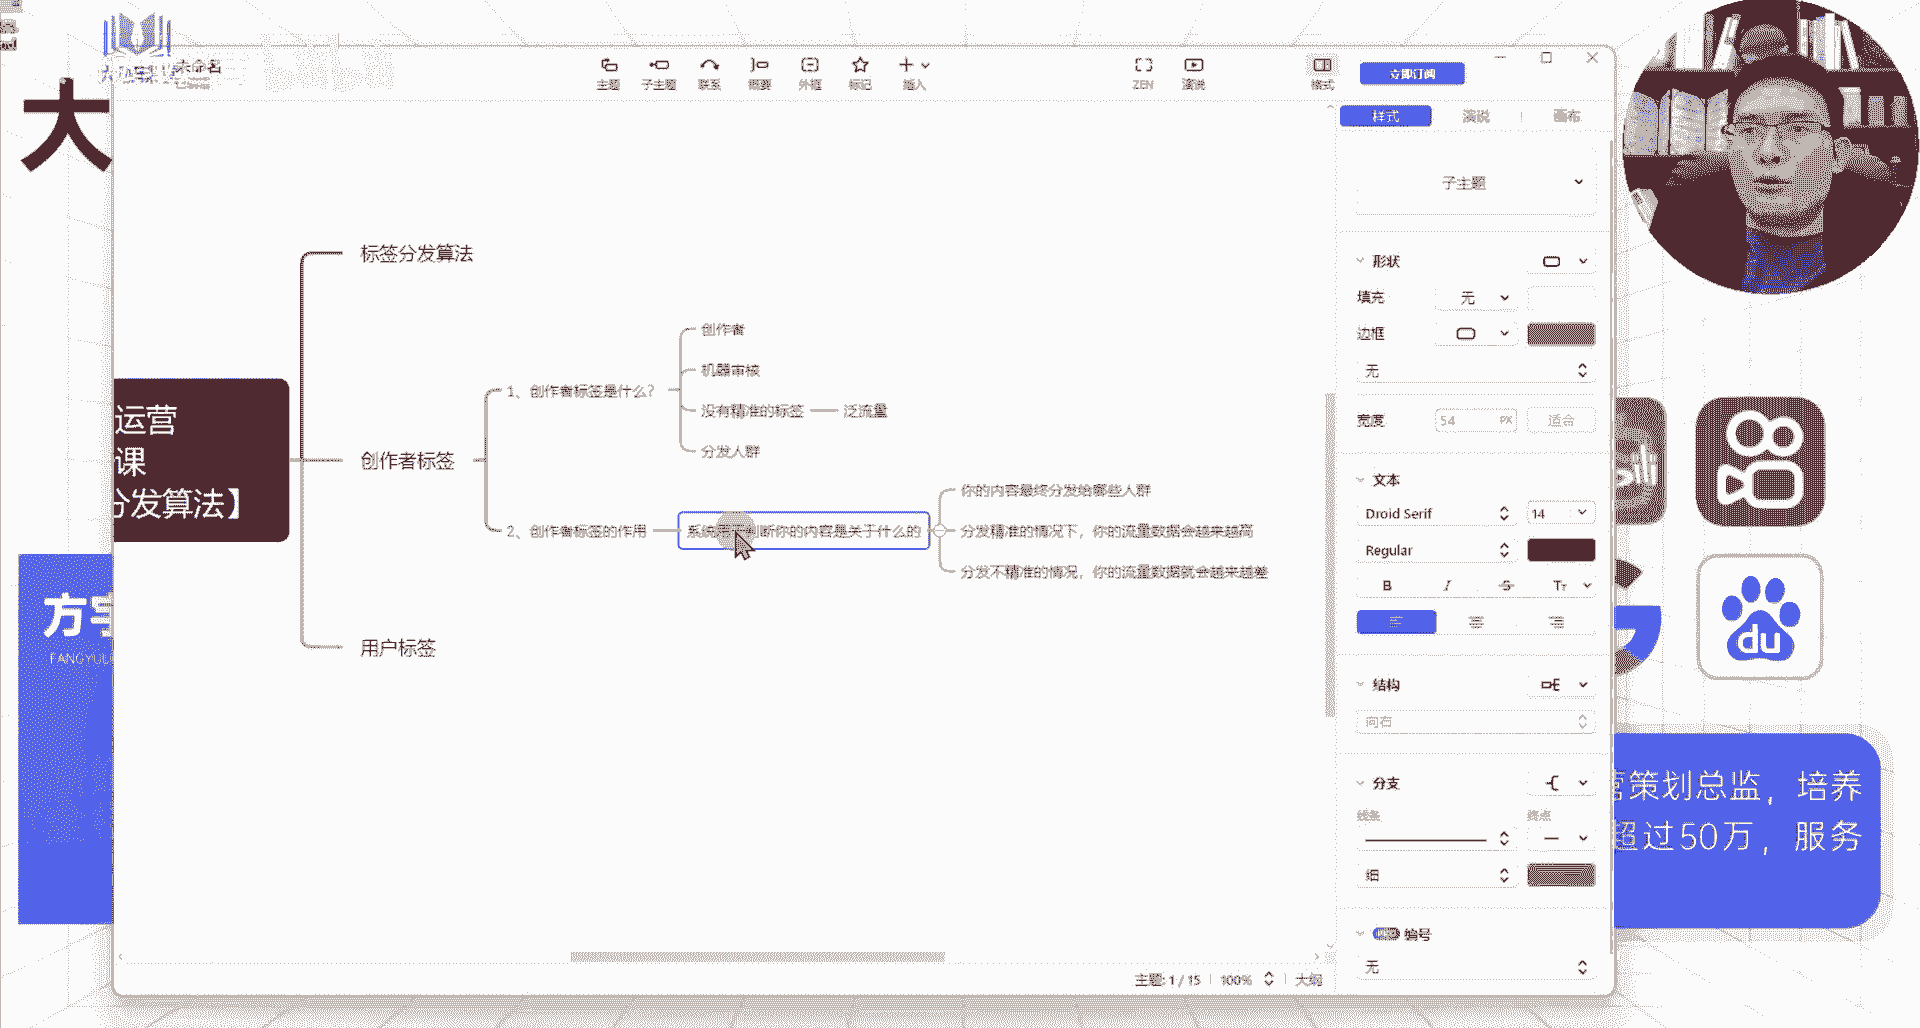 大
未命名
主题
子主题
联系
概要
外框
标记
插入
ZEN
演说
格式
立即订阅
样式
演说
画布
子主题
形状
填充
无
边框
无
宽度
54
PX
适合
文本
Droid Serif
14
Regular
B
I
S
Tт
结构
向右
分支
线条
终点
细
编号
无
标签分发算法
运营
课
分发算法】
创作者标签
1、创作者标签是什么?
创作者
机器审核
没有精准的标签
泛流量
分发人群
2、创作者标签的作用
判断你的内容是关于什么的
你的内容最终分发给哪些人群
分发精准的情况下，你的流量数据会越来越高
分发不精准的情况，你的流量数据就会越来越差
用户标签
主题: 1 / 15
100%
大纲
方宇
FANGYU
du
营策划总监，培养
超过50万，服务